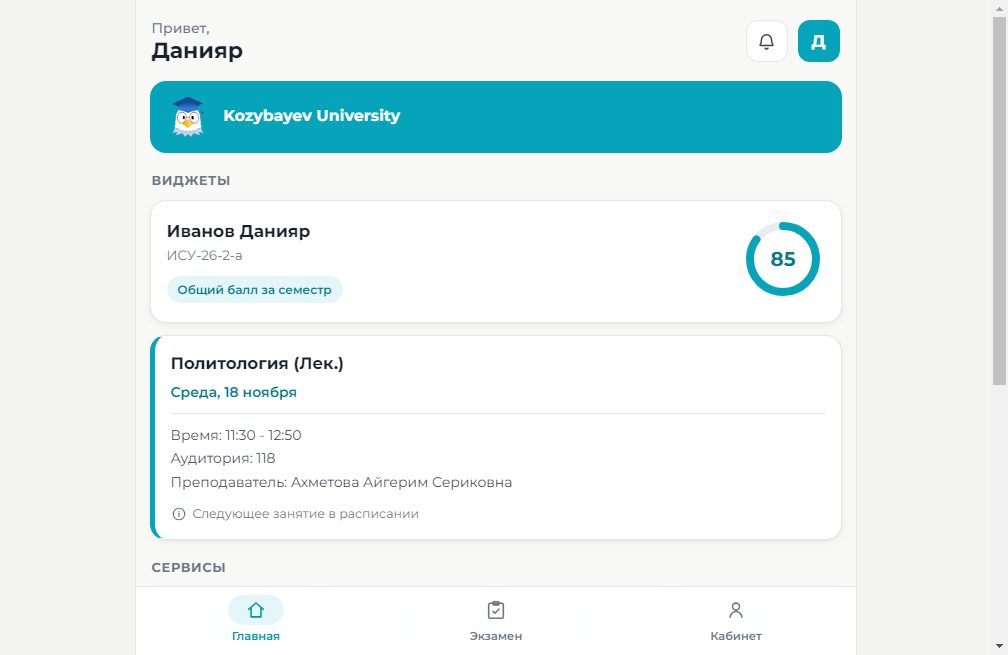 Привет,
Данияр
Д
Kozybayev University
ВИДЖЕТЫ
Иванов Данияр
ИСУ-26-2-а
Общий балл за семестр
85
Политология (Лек.)
Среда, 18 ноября
Время: 11:30 - 12:50
Аудитория: 118
Преподаватель: Ахметова Айгерим Сериковна
Следующее занятие в расписании
СЕРВИСЫ
Главная
Экзамен
Кабинет